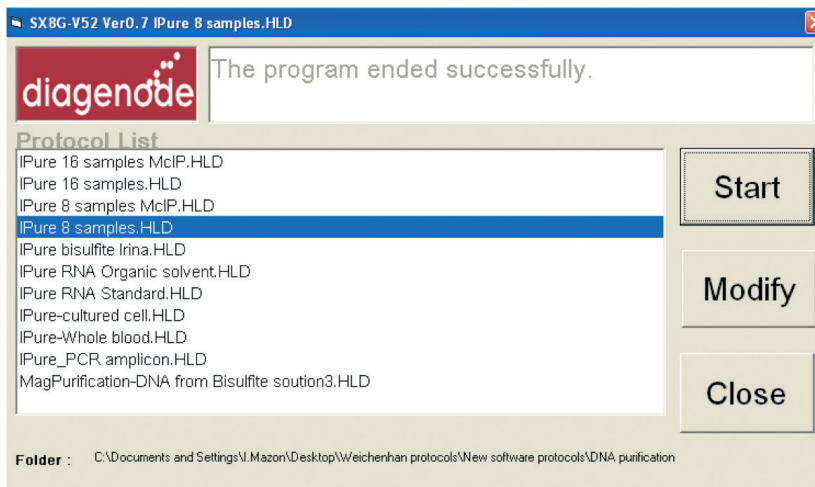 SX8G-V52 Ver0.7 IPure 8 samples.HLD
diagenode
The program ended successfully.
Protocol List
IPure 16 samples McIP.HLD
IPure 16 samples.HLD
IPure 8 samples McIP.HLD
IPure 8 samples.HLD
IPure bisulfite Irina.HLD
IPure RNA Organic solvent.HLD
IPure RNA Standard.HLD
IPure-cultured cell.HLD
IPure-Whole blood.HLD
IPure_PCR amplicon.HLD
MagPurification-DNA from Bisulfite soution3.HLD
Start
Modify
Close
Folder : C:\Documents and Settings\I.Mazon\Desktop\Weichenhan protocols\New software protocols\DNA purification